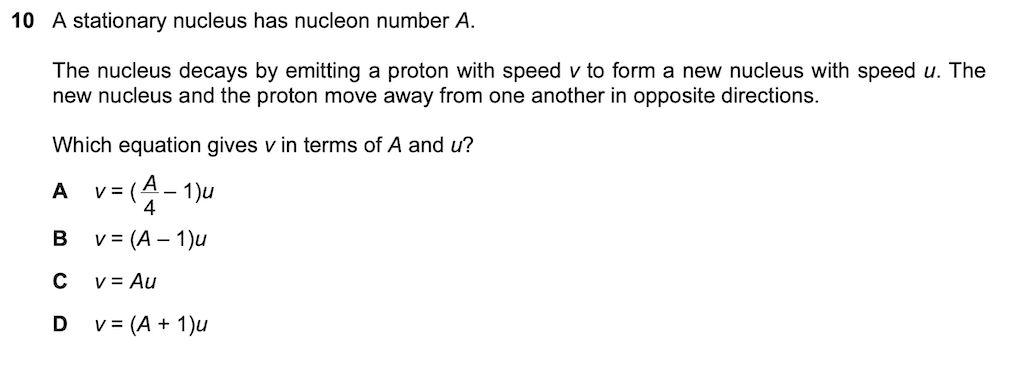 10 A stationary nucleus has nucleon number A.
The nucleus decays by emitting a proton with speed v to form a new nucleus with speed u. The
new nucleus and the proton move away from one another in opposite directions.
Which equation gives v in terms of A and u?
A v = (A/4 – 1)u
B v = (A – 1)u
C v = Au
D v = (A + 1)u